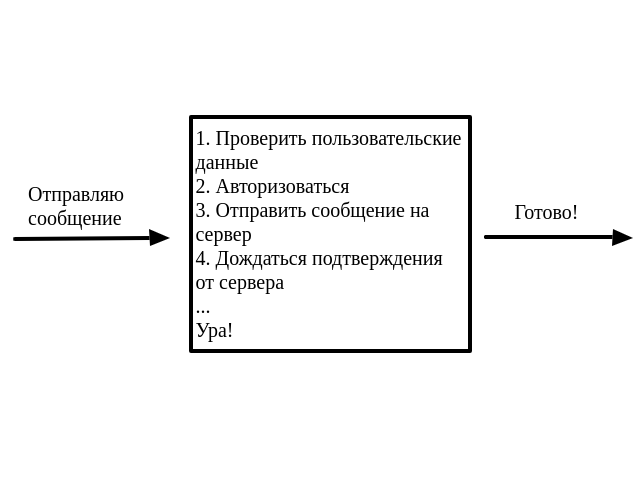 Отправляю
сообщение
1. Проверить пользовательские
данные
2. Авторизоваться
3. Отправить сообщение на
сервер
4. Дождаться подтверждения
от сервера
...
Ура!
Готово!